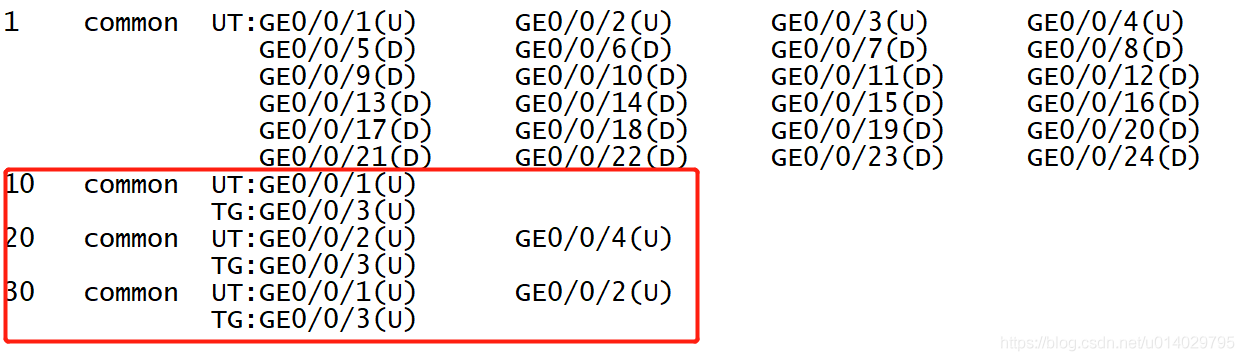 1 common UT:GE0/0/1(U) GE0/0/2(U) GE0/0/3(U) GE0/0/4(U)
GE0/0/5(D) GE0/0/6(D) GE0/0/7(D) GE0/0/8(D)
GE0/0/9(D) GE0/0/10(D) GE0/0/11(D) GE0/0/12(D)
GE0/0/13(D) GE0/0/14(D) GE0/0/15(D) GE0/0/16(D)
GE0/0/17(D) GE0/0/18(D) GE0/0/19(D) GE0/0/20(D)
GE0/0/21(D) GE0/0/22(D) GE0/0/23(D) GE0/0/24(D)
10 common UT:GE0/0/1(U)
TG:GE0/0/3(U)
20 common UT:GE0/0/2(U) GE0/0/4(U)
TG:GE0/0/3(U)
30 common UT:GE0/0/1(U) GE0/0/2(U)
TG:GE0/0/3(U)
https://blog.csdn.net/u014029795